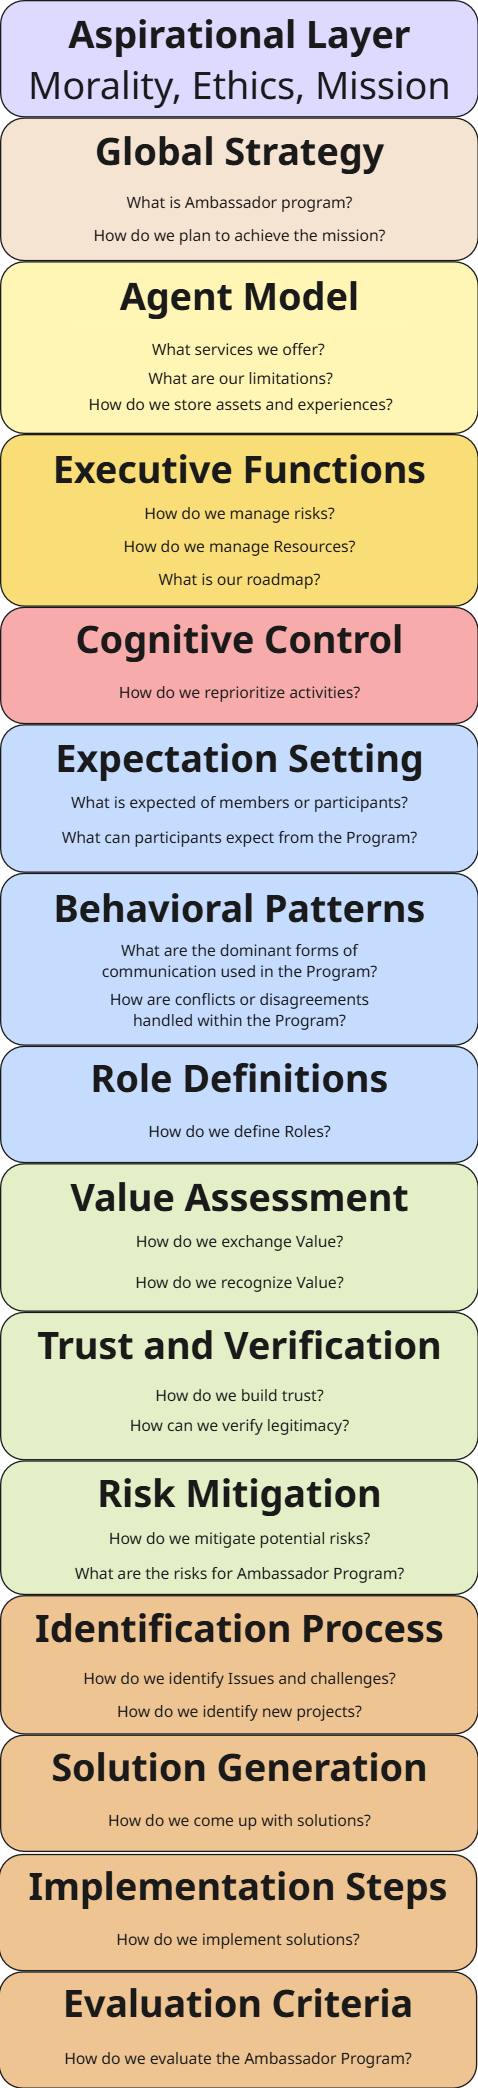 Aspirational Layer
Morality, Ethics, Mission
Global Strategy
What is Ambassador program?
How do we plan to achieve the mission?
Agent Model
What services we offer?
What are our limitations?
How do we store assets and experiences?
Executive Functions
How do we manage risks?
How do we manage Resources?
What is our roadmap?
Cognitive Control
How do we reprioritize activities?
Expectation Setting
What is expected of members or participants?
What can participants expect from the Program?
Behavioral Patterns
What are the dominant forms of
communication used in the Program?
How are conflicts or disagreements
handled within the Program?
Role Definitions
How do we define Roles?
Value Assessment
How do we exchange Value?
How do we recognize Value?
Trust and Verification
How do we build trust?
How can we verify legitimacy?
Risk Mitigation
How do we mitigate potential risks?
What are the risks for Ambassador Program?
Identification Process
How do we identify Issues and challenges?
How do we identify new projects?
Solution Generation
How do we come up with solutions?
Implementation Steps
How do we implement solutions?
Evaluation Criteria
How do we evaluate the Ambassador Program?